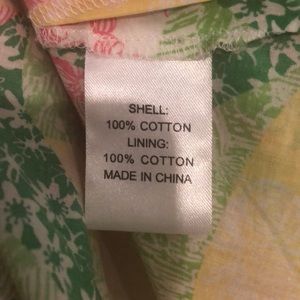 SHELL:
100% COTTON
LINING:
100% COTTON
MADE IN CHINA